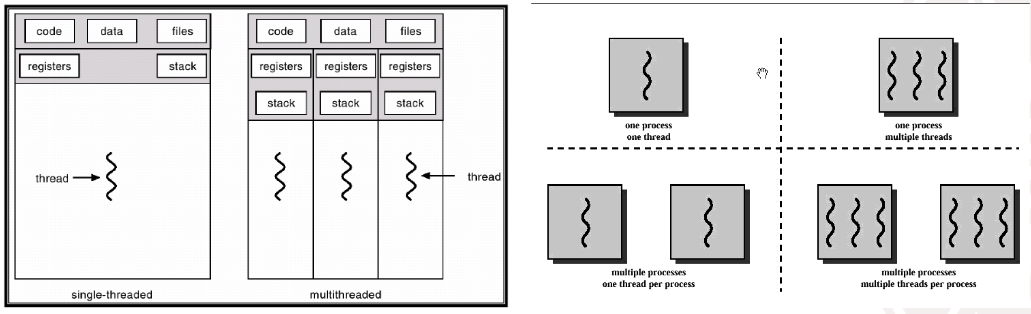 code data files
registers stack
thread
single-threaded
code data files
registers registers registers
stack stack stack
thread
multithreaded
one process
one thread
one process
multiple threads
multiple processes
one thread per process
multiple processes
multiple threads per process